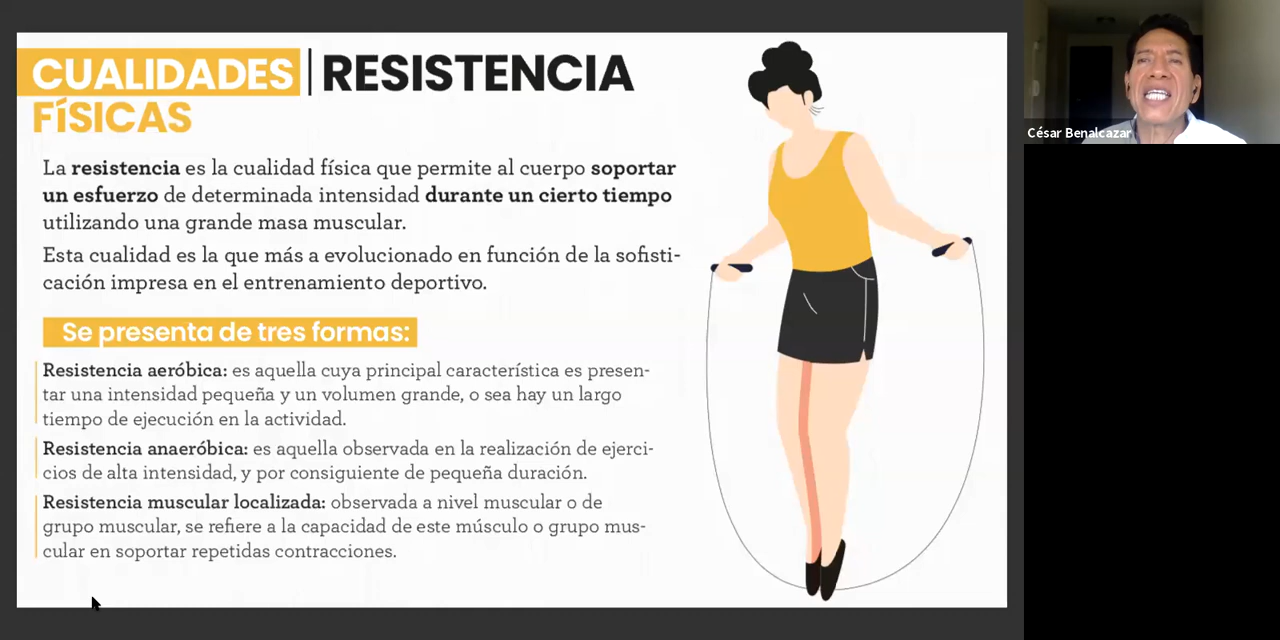 CUALIDADES RESISTENCIA
FÍSICAS
La resistencia es la cualidad física que permite al cuerpo soportar
un esfuerzo de determinada intensidad durante un cierto tiempo
utilizando una grande masa muscular.
Esta cualidad es la que más a evolucionado en función de la sofisti-
cación impresa en el entrenamiento deportivo.
Se presenta de tres formas:
Resistencia aeróbica: es aquella cuya principal característica es presen-
tar una intensidad pequeña y un volumen grande, o sea hay un largo
tiempo de ejecución en la actividad.
Resistencia anaeróbica: es aquella observada en la realización de ejerci-
cios de alta intensidad, y por consiguiente de pequeña duración.
Resistencia muscular localizada: observada a nivel muscular o de
grupo muscular, se refiere a la capacidad de este músculo o grupo mus-
cular en soportar repetidas contracciones.
César Benalcazar